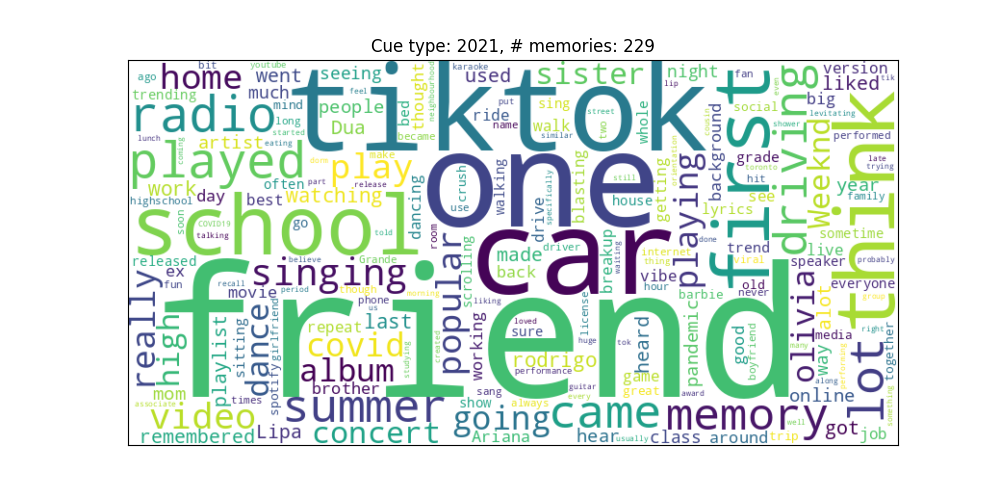 Cue type: 2021, # memories: 229
bit youtube karaoke fan version
ago home went seeing tiktok used sister night lip liked tik
trending much feel bed thought neighbourhood put sing whole social big even
radio mind people ride street first driving think
long Dua became name walk two background levitating
artist started eating similar shower performed
lunch played coming born make play one blasting playing grade Weeknd late
work often watching dancing crush walking specifically still getting orientation cousin toronto hit year trying
part release family
highschool day best use drive house lyrics see
school soon COVID19 go room car sometime
talking told driver breakup waiting done trend live
released believe Grande scrolling made internet viral speaker probably
ex singing popular back thing vibe old everyone
really fun recall movie period though phone us morning liking hour never group
high playlist sitting dance girlfriend repeat last friend license loved sure huge barbie olivia alot lot
covid created tok heard pandemic good boyfriend many way media right together
spotify album studying working performance rodrigo game performing along
mom times brother sang guitar great award online something
associate summer show always every came memory well
video Lipa concert going got
remembered Ariana hear usually class around trip job